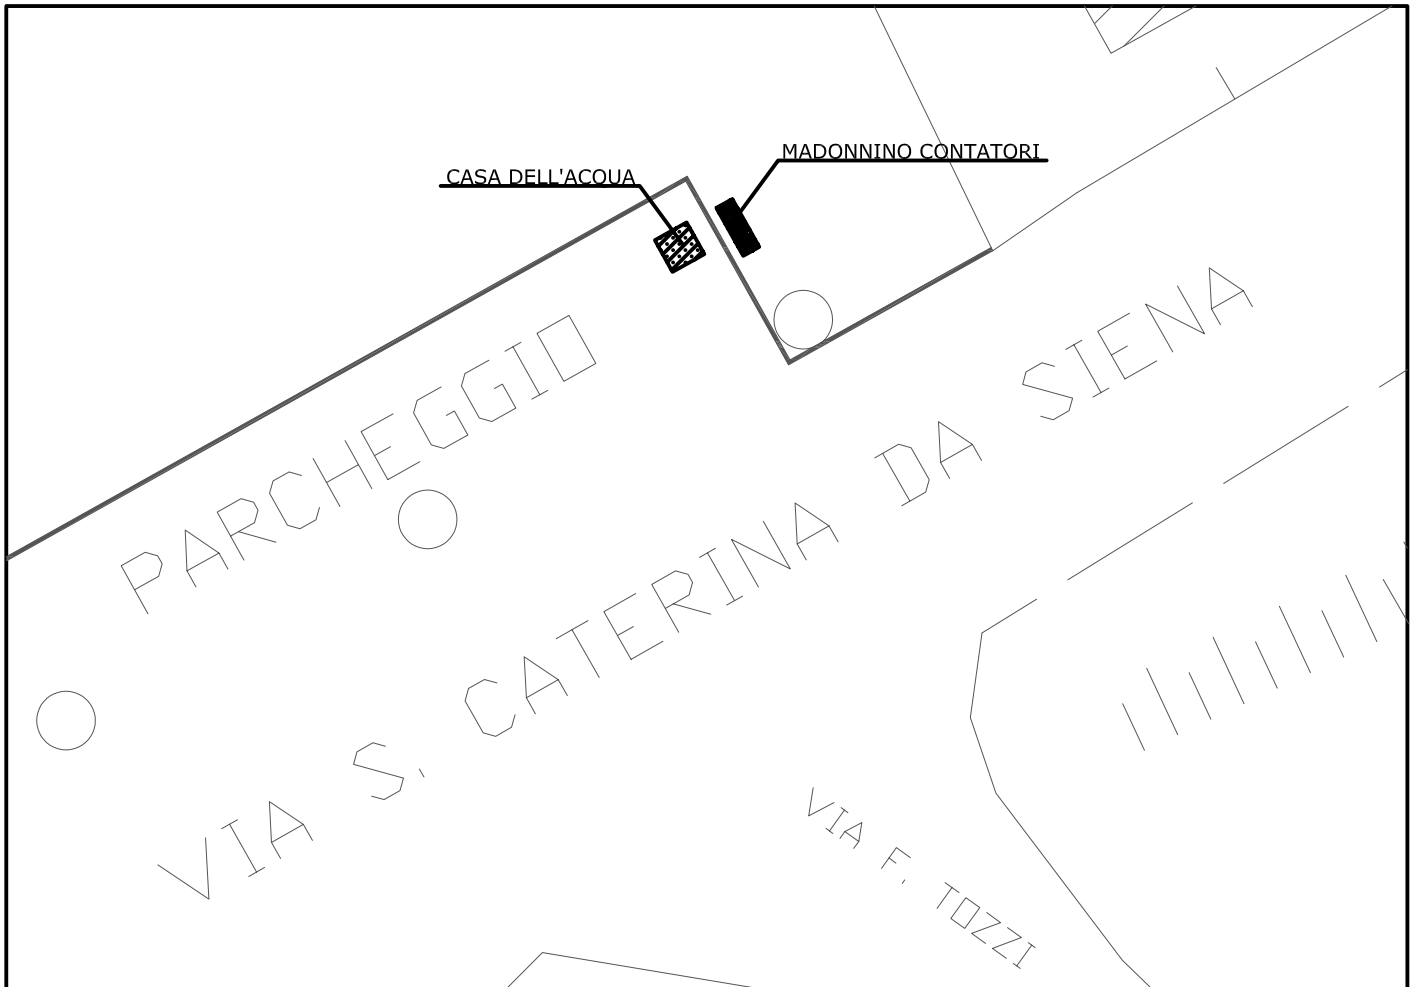 MADONNINO CONTATORI
CASA DELL'ACQUA
PARCHEGGIO
VIA S. CATERINA DA SIENA
VIA F. TOZZI